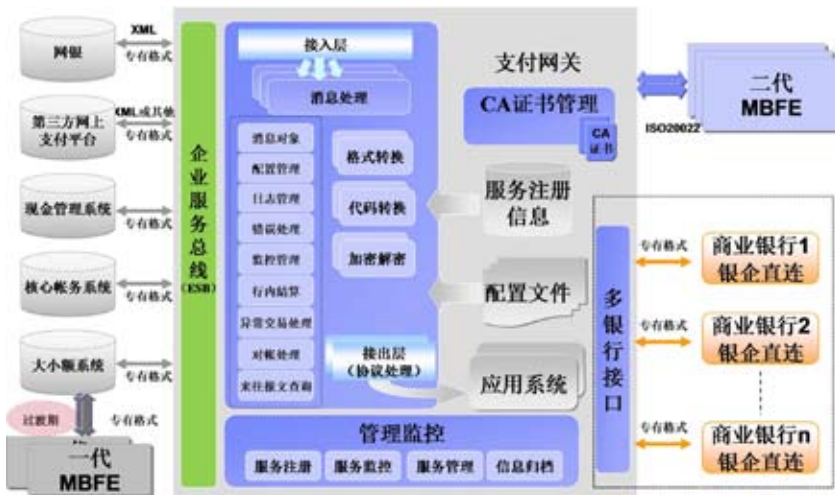 网银
XML
专有格式
第三方网上
支付平台
XML或其他
专有格式
现金管理系统
专有格式
核心帐务系统
专有格式
大小额系统
专有格式
过渡期
专有格式
一代
MBFE
企业服务总线
(ESB)
接入层
消息处理
消息对象
配置管理
日志管理
错误处理
监控管理
行内结算
异常交易处理
对帐处理
来往报文查询
格式转换
代码转换
加密解密
接出层
(协议处理)
支付网关
CA证书管理
CA
证书
服务注册
信息
配置文件
应用系统
管理监控
服务注册
服务监控
服务管理
信息归档
ISO20022
二代
MBFE
多银行接口
专有格式
商业银行1
银企直连
专有格式
商业银行2
银企直连
专有格式
商业银行n
银企直连